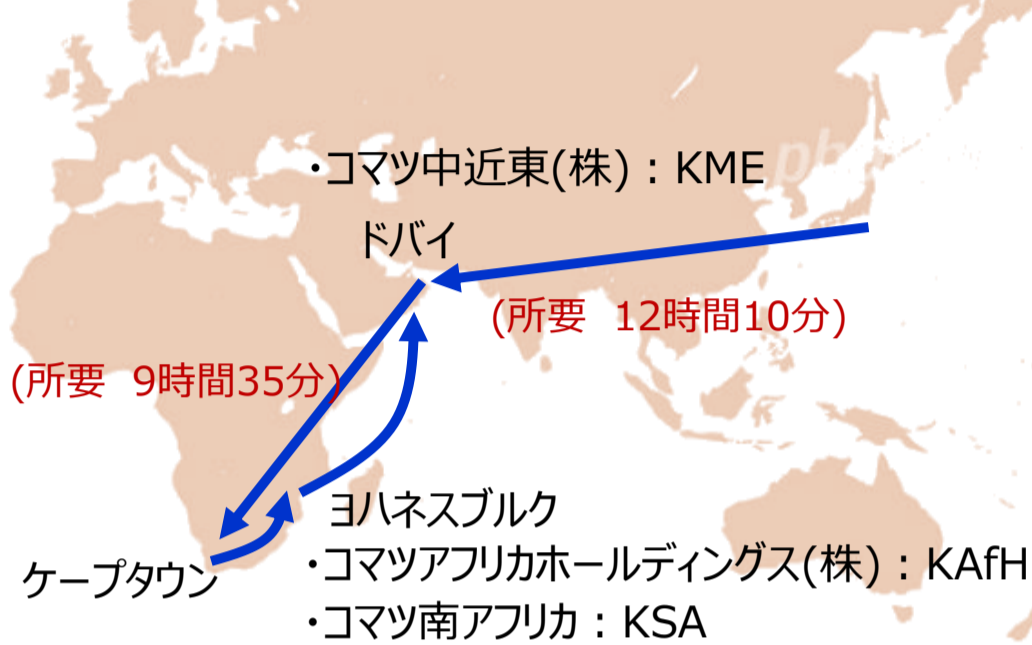 ・コマツ中近東(株)：KME
ドバイ
(所要 12時間10分)
(所要 9時間35分)
ヨハネスブルク
・コマツアフリカホールディングス(株)：KAfH
ケープタウン
・コマツ南アフリカ：KSA